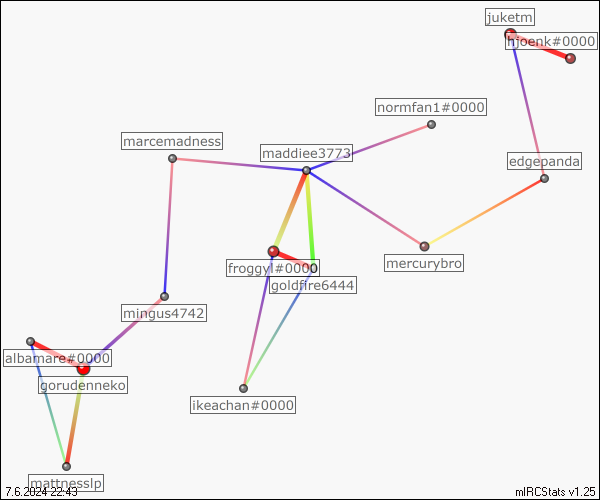 juketm
hjoenk#0000
normfan1#0000
marcemadness
maddiee3773
edgepanda
mercurybro
froggyl#0000
goldfire6444
mingus4742
albamare#0000
gorudenneko
ikeachan#0000
mattnesslp
7.6.2024 22:43
mIRCStats v1.25